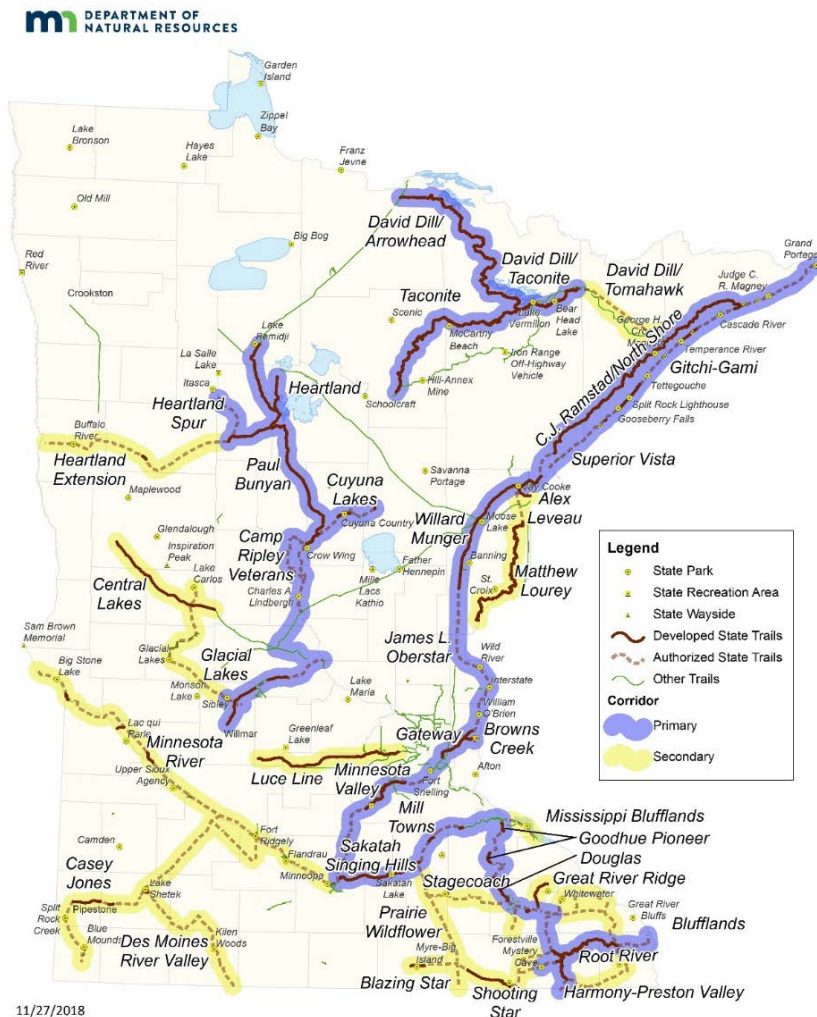 mn DEPARTMENT OF
NATURAL RESOURCES
Garden
Island
Zippel
Bay
Lake
Bronson
Hayes
Lake
Franz
Jevne
Old Mill
David Dill/
Arrowhead
Big Bog
Red
River
David Dill/
Taconite
David Dill/
Tomahawk
Grand
Portage
Judge C.
R. Magney
Crookston
Taconite
Scenic
Lake
Vermilion
Bear
Head
Lake
George H.
Cascade River
Lake
Bemidji
McCarthy
Beach
Temperance River
La Salle
Lake
Iron Range
Off-Highway
Vehicle
C.J. Ramstad/North Shore
Gitchi-Gami
Itasca
Heartland
Hill-Annex
Mine
Tettegouche
Heartland
Spur
Schoolcraft
Split Rock Lighthouse
Gooseberry Falls
Buffalo
River
Superior Vista
Heartland
Extension
Paul
Bunyan
Savanna
Portage
Cuyuna
Lakes
Jay Cooke
Alex
Leveau
Maplewood
Willard
Munger
Moose
Lake
Cuyuna Country
Glendalough
Inspiration
Peak
Camp
Ripley
Veterans
Crow Wing
Banning
Father
Hennepin
Matthew
Lourey
Central
Lakes
Lake
Carlos
Mille
Lacs
Kathio
St.
Croix
Charles A.
Lindbergh
Sam Brown
Memorial
James L.
Oberstar
Wild
River
Glacial
Lakes
Glacial
Lakes
Big Stone
Lake
Interstate
Monson
Lake
Sibley
Lake
Maria
William
O'Brien
Lac qui
Parle
Willmar
Greenleaf
Lake
Gateway
Browns
Creek
Minnesota
River
Luce Line
Minnesota
Valley
Afton
Upper Sioux
Agency
Fort
Snelling
Mill
Towns
Mississippi Blufflands
Fort
Ridgely
Goodhue Pioneer
Camden
Sakatah
Singing Hills
Douglas
Flandrau
Casey
Jones
Minneopa
Sakatah
Lake
Stagecoach
Great River Ridge
Lake
Shetek
Whitewater
Split
Rock
Creek
Pipestone
Prairie
Wildflower
Great River
Bluffs
Blufflands
Blue
Mounds
Des Moines
River Valley
Kilen
Woods
Forestville
Mystery
Cave
Myre-Big
Island
Root River
Blazing Star
Shooting
Star
Harmony-Preston Valley
Legend
State Park
State Recreation Area
State Wayside
Developed State Trails
Authorized State Trails
Other Trails
Corridor
Primary
Secondary
11/27/2018